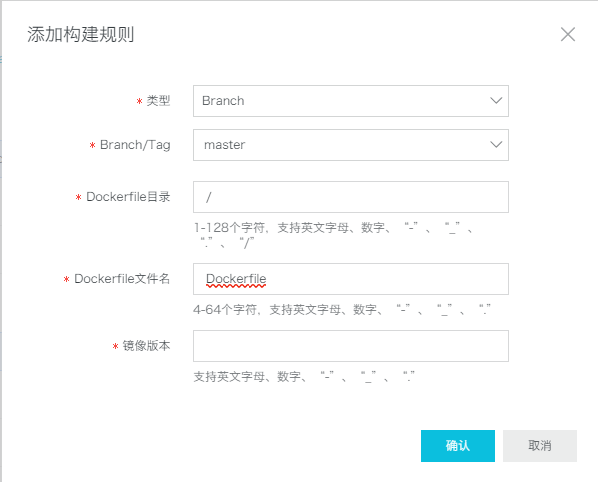 添加构建规则
* 类型 Branch
* Branch/Tag master
* Dockerfile目录 /
1-128个字符，支持英文字母、数字、“-”、“_”、
“.”、“/”
* Dockerfile文件名 Dockerfile
4-64个字符，支持英文字母、数字、“-”、“_”、“.”
* 镜像版本
支持英文字母、数字、“-”、“_”、“.”
确认 取消